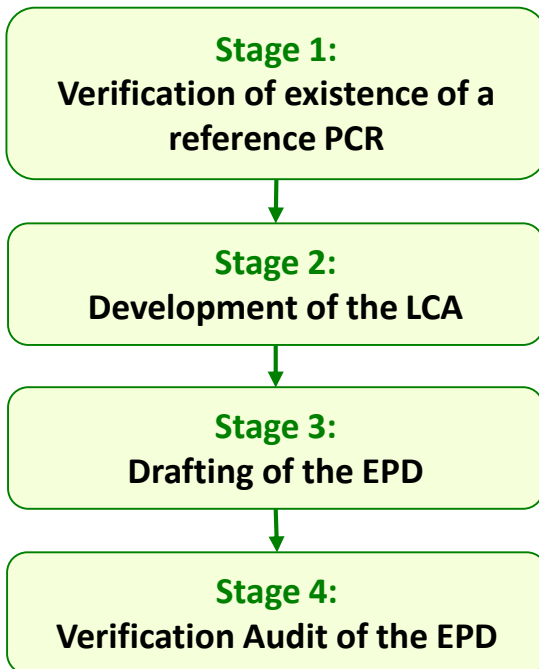 Stage 1:
Verification of existence of a
reference PCR
Stage 2:
Development of the LCA
Stage 3:
Drafting of the EPD
Stage 4:
Verification Audit of the EPD